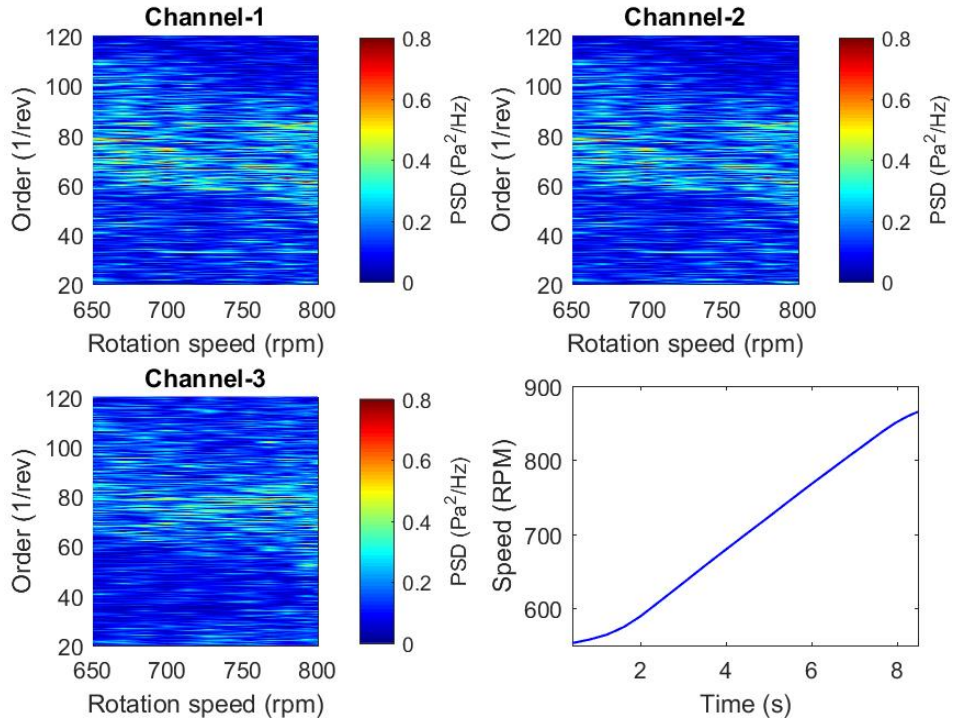 Channel-1
120
100
80
60
40
20
650 700 750 800
Order (1/rev)
Rotation speed (rpm)
0.8
0.6
0.4
0.2
0
PSD (Pa²/Hz)
Channel-2
120
100
80
60
40
20
650 700 750 800
Order (1/rev)
Rotation speed (rpm)
0.8
0.6
0.4
0.2
0
PSD (Pa²/Hz)
Channel-3
120
100
80
60
40
20
650 700 750 800
Order (1/rev)
Rotation speed (rpm)
0.8
0.6
0.4
0.2
0
PSD (Pa²/Hz)
900
800
700
600
2 4 6 8
Speed (RPM)
Time (s)